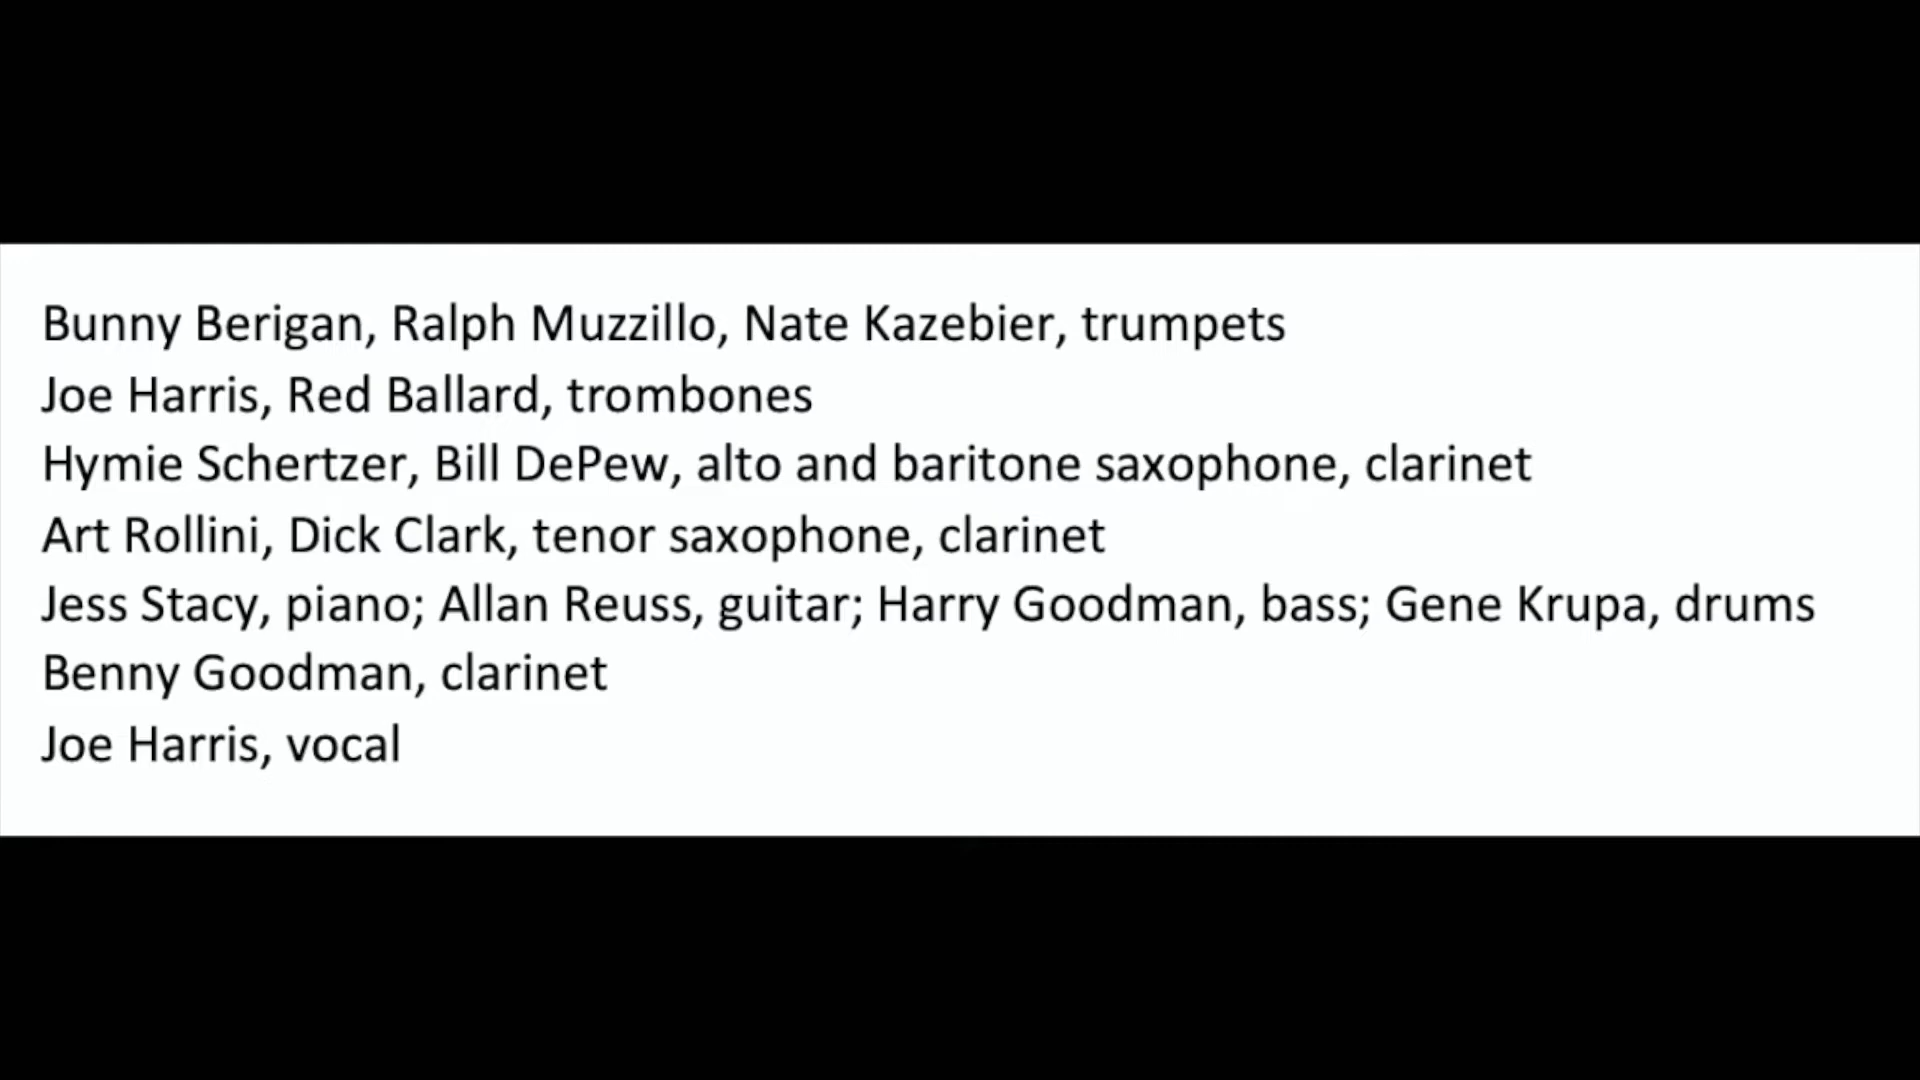 Bunny Berigan, Ralph Muzzillo, Nate Kazebier, trumpets
Joe Harris, Red Ballard, trombones
Hymie Schertzer, Bill DePew, alto and baritone saxophone, clarinet
Art Rollini, Dick Clark, tenor saxophone, clarinet
Jess Stacy, piano; Allan Reuss, guitar; Harry Goodman, bass; Gene Krupa, drums
Benny Goodman, clarinet
Joe Harris, vocal